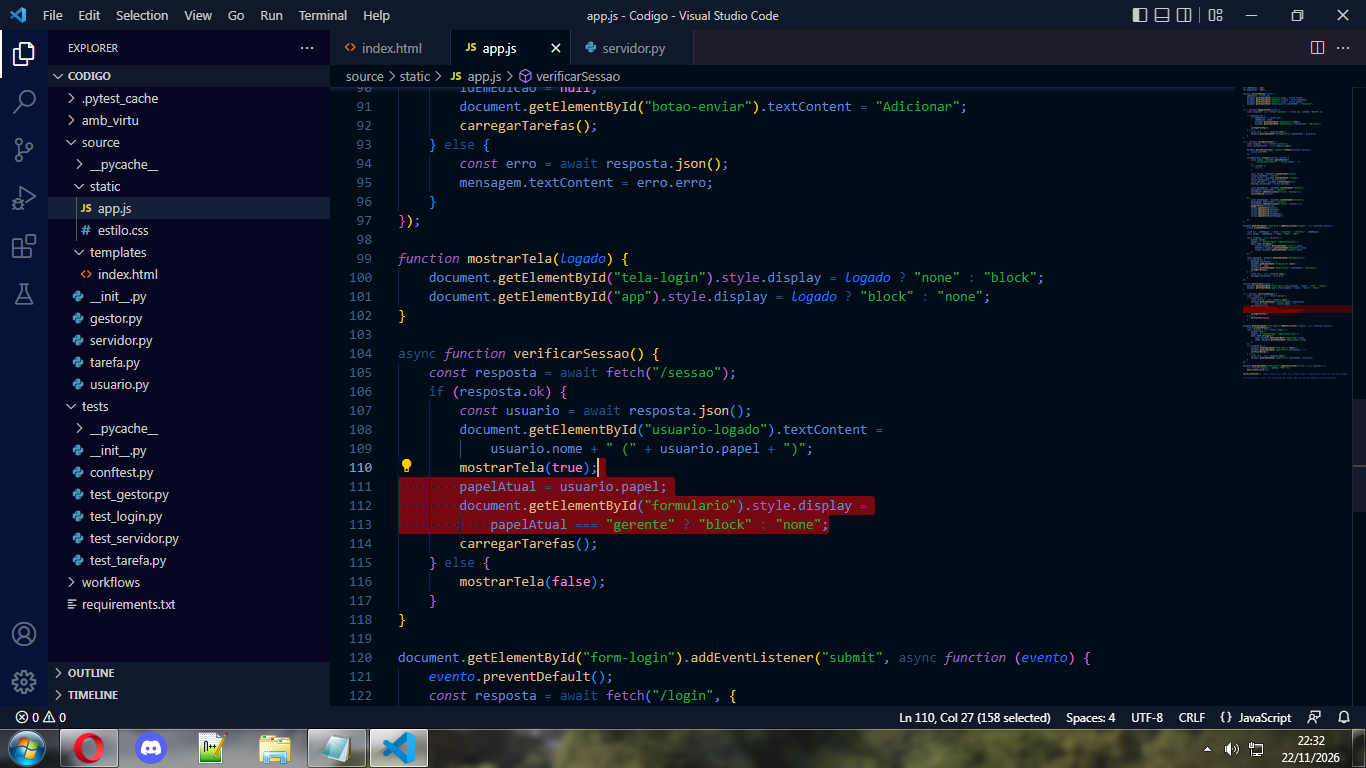 File Edit Selection View Go Run Terminal Help app.js - Codigo - Visual Studio Code
EXPLORER
CODIGO
.pytest_cache
amb_virtu
source
__pycache__
static
JS app.js
# estilo.css
templates
<> index.html
__init__.py
gestor.py
servidor.py
tarefa.py
usuario.py
tests
__pycache__
__init__.py
conftest.py
test_gestor.py
test_login.py
test_servidor.py
test_tarefa.py
workflows
requirements.txt
OUTLINE
TIMELINE
<> index.html JS app.js servidor.py
source > static > JS app.js > verificarSessao
90 idEmEdicao = null;
91 document.getElementById("botao-enviar").textContent = "Adicionar";
92 carregarTarefas();
93 } else {
94 const erro = await resposta.json();
95 mensagem.textContent = erro.erro;
96 }
97 });
98
99 function mostrarTela(logado) {
100 document.getElementById("tela-login").style.display = logado ? "none" : "block";
101 document.getElementById("app").style.display = logado ? "block" : "none";
102 }
103
104 async function verificarSessao() {
105 const resposta = await fetch("/sessao");
106 if (resposta.ok) {
107 const usuario = await resposta.json();
108 document.getElementById("usuario-logado").textContent =
109 usuario.nome + " (" + usuario.papel + ")";
110 mostrarTela(true);
111 papelAtual = usuario.papel;
112 document.getElementById("formulario").style.display =
113 papelAtual === "gerente" ? "block" : "none";
114 carregarTarefas();
115 } else {
116 mostrarTela(false);
117 }
118 }
119
120 document.getElementById("form-login").addEventListener("submit", async function (evento) {
121 evento.preventDefault();
122 const resposta = await fetch("/login", {
0 0 Ln 110, Col 27 (158 selected) Spaces: 4 UTF-8 CRLF {} JavaScript
22:32
22/11/2026